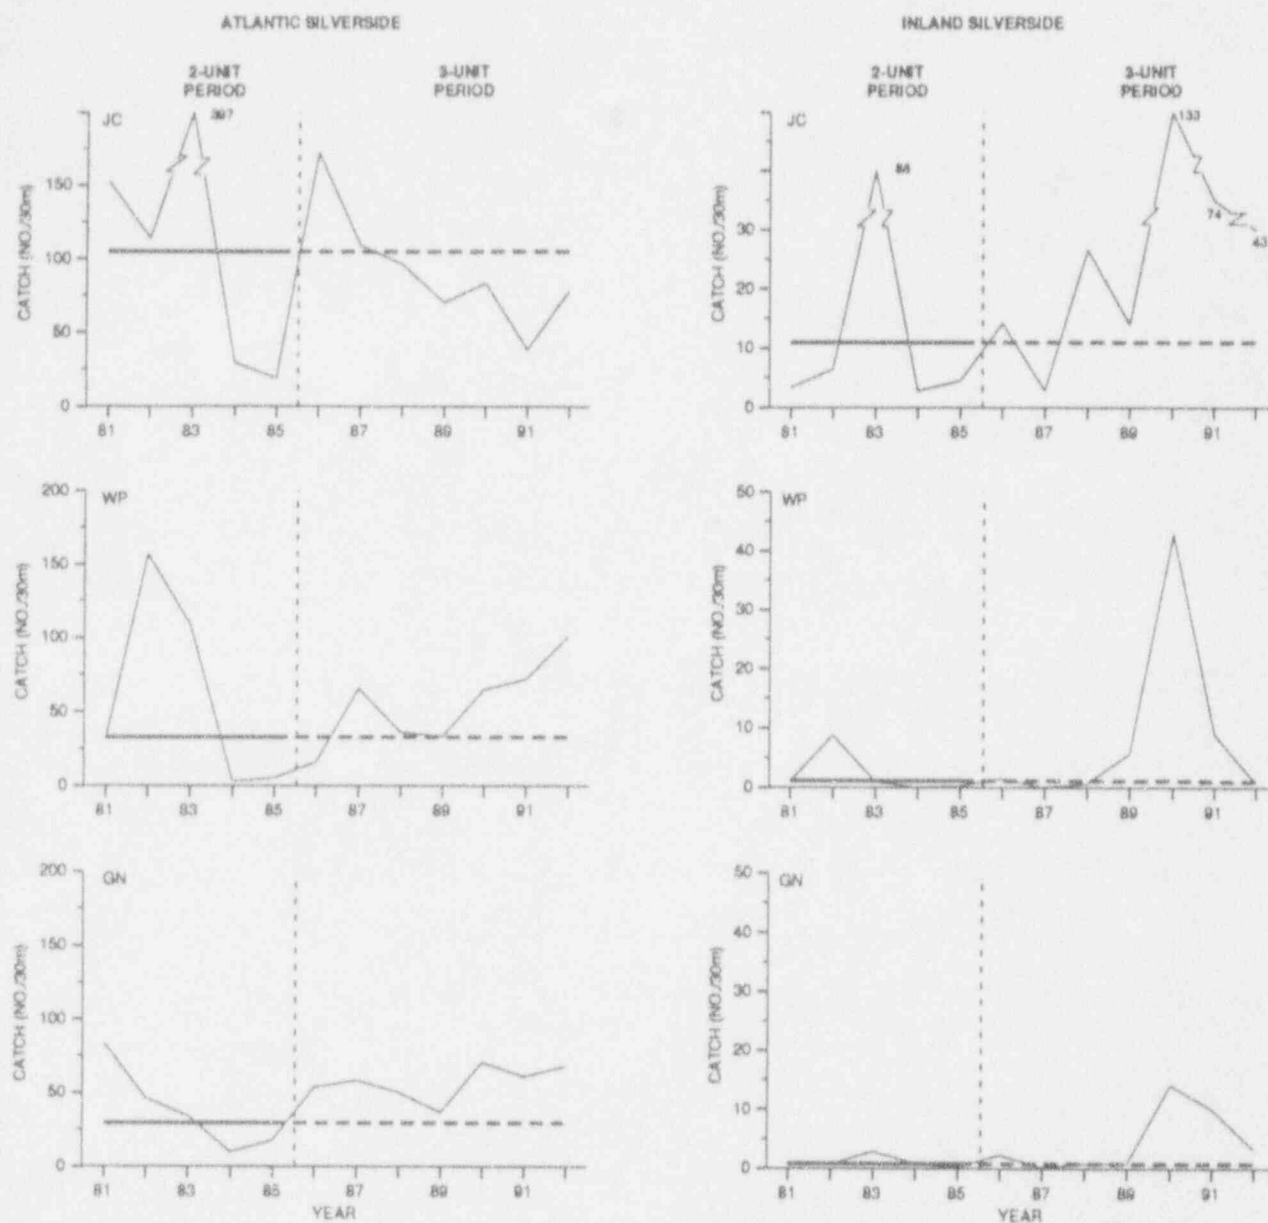 ATLANTIC SILVERSIDE
INLAND SILVERSIDE
2-UNIT
PERIOD
3-UNIT
PERIOD
2-UNIT
PERIOD
3-UNIT
PERIOD
JC
397
150
100
50
0
CATCH (NO./30m)
81 83 85 87 89 91
JC
133
74
43
30
20
10
0
CATCH (NO./30m)
81 83 85 87 89 91
WP
200
150
100
50
0
CATCH (NO./30m)
81 83 85 87 89 91
WP
50
40
30
20
10
0
CATCH (NO./30m)
81 83 85 87 89 91
GN
200
150
100
50
0
CATCH (NO./30m)
81 83 85 87 89 91
YEAR
GN
50
40
30
20
10
0
CATCH (NO./30m)
81 83 85 87 89 91
YEAR